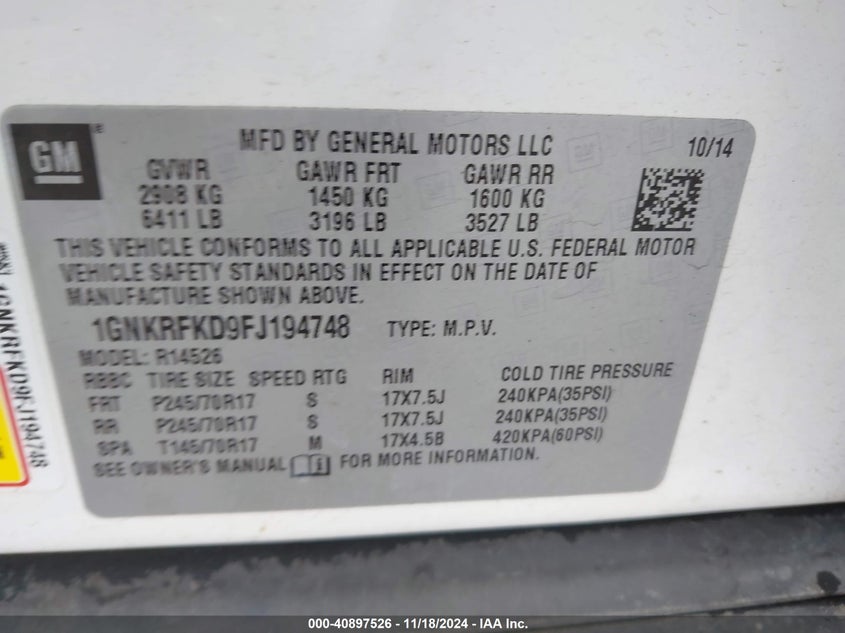 GM ®
MFD BY GENERAL MOTORS LLC 10/14
GVWR GAWR FRT GAWR RR
2908 KG 1450 KG 1600 KG
6411 LB 3196 LB 3527 LB
THIS VEHICLE CONFORMS TO ALL APPLICABLE U.S. FEDERAL MOTOR
VEHICLE SAFETY STANDARDS IN EFFECT ON THE DATE OF
MANUFACTURE SHOWN ABOVE.
1GNKRFKD9FJ194748 TYPE: M.P.V.
MODEL: R14526
RBBC TIRE SIZE SPEED RTG RIM COLD TIRE PRESSURE
FRT P245/70R17 S 17X7.5J 240KPA(35PSI)
RR P245/70R17 S 17X7.5J 240KPA(35PSI)
SPA T145/70R17 M 17X4.5B 420KPA(60PSI)
SEE OWNER'S MANUAL FOR MORE INFORMATION.
1GNKRFKD9FJ194748
000-40897526 - 11/18/2024 - IAA Inc.